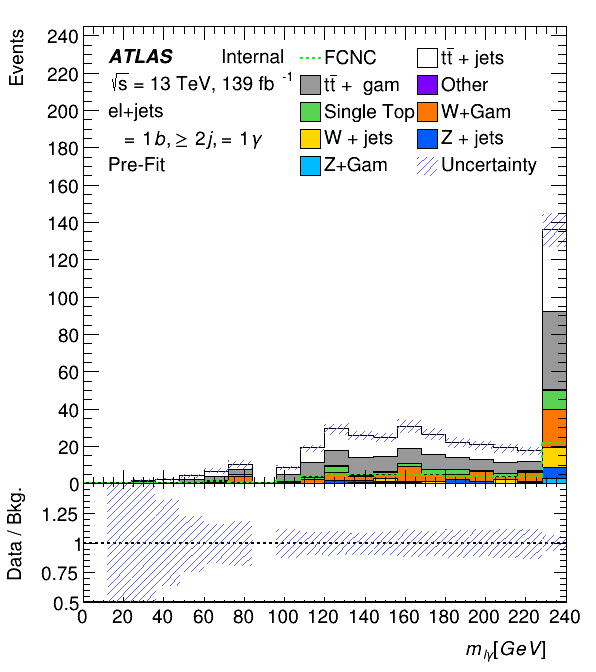 Events
240
220
200
180
160
140
120
100
80
60
40
20
0
ATLAS Internal
√s = 13 TeV, 139 fb⁻¹
el+jets
= 1b, ≥ 2j, = 1γ
Pre-Fit
FCNC
tt̄ + jets
tt̄ + gam
Other
Single Top
W+Gam
W + jets
Z + jets
Z+Gam
Uncertainty
Data / Bkg.
1.25
1
0.75
0.5
0 20 40 60 80 100 120 140 160 180 200 220 240
m_lγ[GeV]